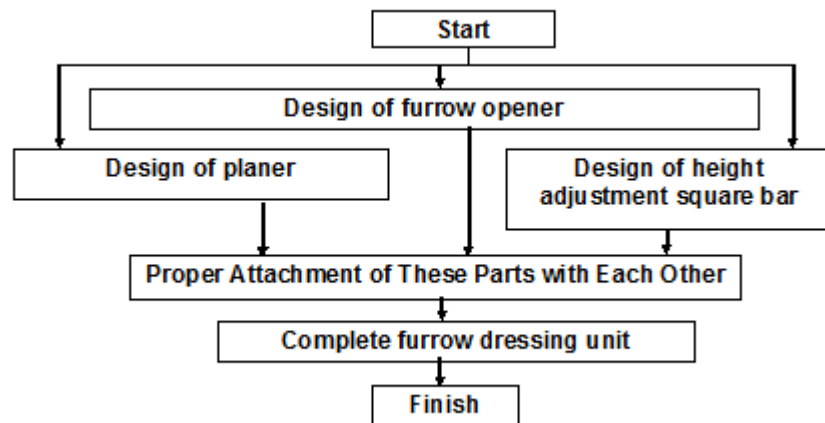 Start
Design of furrow opener
Design of planer
Design of height
adjustment square bar
Proper Attachment of These Parts with Each Other
Complete furrow dressing unit
Finish